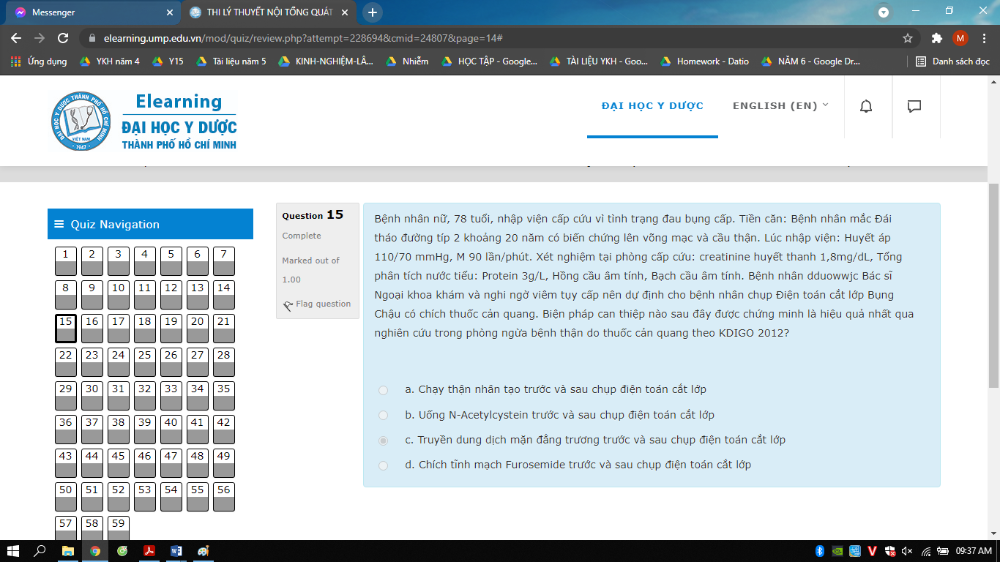 Messenger
THI LÝ THUYẾT NỘI TỔNG QUÁT
elearning.ump.edu.vn/mod/quiz/review.php?attempt=228694&cmid=24807&page=14#
M
Ứng dụng YKH năm 4 Y15 Tài liệu năm 5 KINH-NGHIỆM-LÂ... Nhiễm HỌC TẬP - Google... TÀI LIỆU YKH - Goo... Homework - Datio NĂM 6 - Google Dr... Danh sách đọc
ĐẠI HỌC Y DƯỢC THÀNH PHỐ HỒ CHÍ MINH
VIỆT NAM
1947
Elearning
ĐẠI HỌC Y DƯỢC
THÀNH PHỐ HỒ CHÍ MINH
ĐẠI HỌC Y DƯỢC ENGLISH (EN)
Quiz Navigation
1 2 3 4 5 6 7
8 9 10 11 12 13 14
15 16 17 18 19 20 21
22 23 24 25 26 27 28
29 30 31 32 33 34 35
36 37 38 39 40 41 42
43 44 45 46 47 48 49
50 51 52 53 54 55 56
57 58 59
Question 15
Complete
Marked out of
1.00
Flag question
Bệnh nhân nữ, 78 tuổi, nhập viện cấp cứu vì tình trạng đau bụng cấp. Tiền căn: Bệnh nhân mắc Đái
tháo đường típ 2 khoảng 20 năm có biến chứng lên võng mạc và cầu thận. Lúc nhập viện: Huyết áp
110/70 mmHg, M 90 lần/phút. Xét nghiệm tại phòng cấp cứu: creatinine huyết thanh 1,8mg/dL, Tổng
phân tích nước tiểu: Protein 3g/L, Hồng cầu âm tính, Bạch cầu âm tính. Bệnh nhân dduowwjc Bác sĩ
Ngoại khoa khám và nghi ngờ viêm tụy cấp nên dự định cho bệnh nhân chụp Điện toán cắt lớp Bụng
Chậu có chích thuốc cản quang. Biện pháp can thiệp nào sau đây được chứng minh là hiệu quả nhất qua
nghiên cứu trong phòng ngừa bệnh thận do thuốc cản quang theo KDIGO 2012?
a. Chạy thận nhân tạo trước và sau chụp điện toán cắt lớp
b. Uống N-Acetylcystein trước và sau chụp điện toán cắt lớp
c. Truyền dung dịch mặn đẳng trương trước và sau chụp điện toán cắt lớp
d. Chích tĩnh mạch Furosemide trước và sau chụp điện toán cắt lớp
09:37 AM